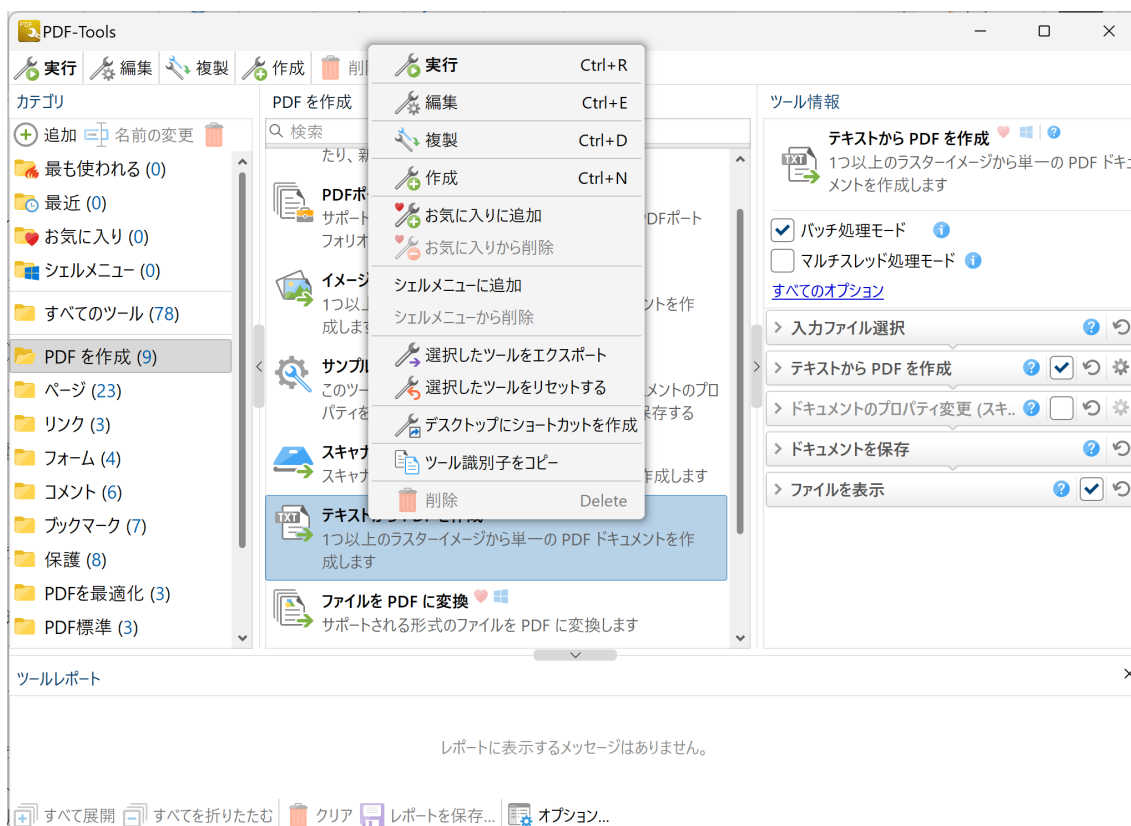 PDF-Tools
実行 編集 複製 作成
カテゴリ
追加 名前の変更
最も使われる (0)
最近 (0)
お気に入り (0)
シェルメニュー (0)
すべてのツール (78)
PDF を作成 (9)
ページ (23)
リンク (3)
フォーム (4)
コメント (6)
ブックマーク (7)
保護 (8)
PDFを最適化 (3)
PDF標準 (3)
PDF を作成
検索
たり、新
PDFポ
サポート
DFポート
フォリオ
イメージ
1つ以上
ントを作
成します
サンプル
このツー
メントのプロ
パティを
保存する
スキャナ
スキャナ
作成します
テキストから PDF を作成
1つ以上のラスターイメージから単一の PDF ドキュメントを作
成します
ファイルを PDF に変換
サポートされる形式のファイルを PDF に変換します
実行 Ctrl+R
編集 Ctrl+E
複製 Ctrl+D
作成 Ctrl+N
お気に入りに追加
お気に入りから削除
シェルメニューに追加
シェルメニューから削除
選択したツールをエクスポート
選択したツールをリセットする
デスクトップにショートカットを作成
ツール識別子をコピー
削除 Delete
ツール情報
テキストから PDF を作成
1つ以上のラスターイメージから単一の PDF ドキュ
メントを作成します
バッチ処理モード
マルチスレッド処理モード
すべてのオプション
入力ファイル選択
テキストから PDF を作成
ドキュメントのプロパティ変更 (スキ..
ドキュメントを保存
ファイルを表示
ツールレポート
レポートに表示するメッセージはありません。
すべて展開 すべてを折りたたむ クリア レポートを保存... オプション...